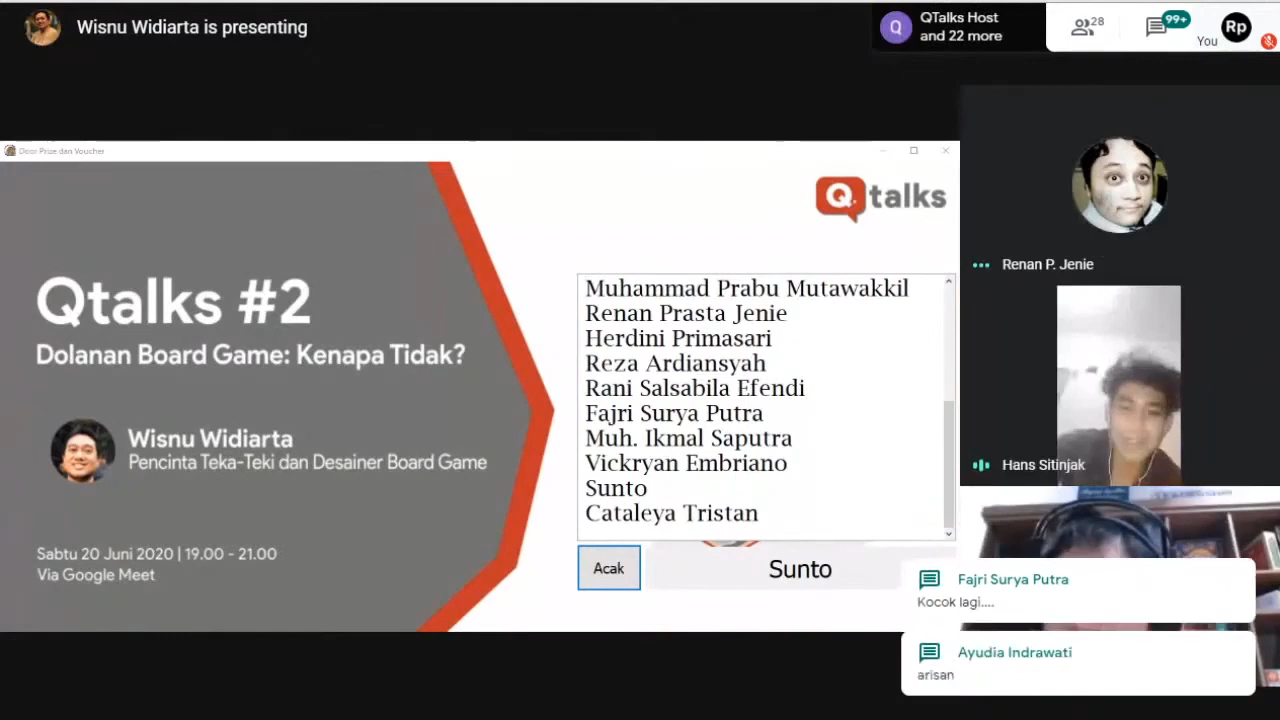 Wisnu Widiarta is presenting
Q
QTalks Host
and 22 more
28
99+
You
Rp
Door Prize dan Voucher
Q. talks
Qtalks #2
Dolanan Board Game: Kenapa Tidak?
Wisnu Widiarta
Pencinta Teka-Teki dan Desainer Board Game
Sabtu 20 Juni 2020 | 19.00 - 21.00
Via Google Meet
Muhammad Prabu Mutawakkil
Renan Prasta Jenie
Herdini Primasari
Reza Ardiansyah
Rani Salsabila Efendi
Fajri Surya Putra
Muh. Ikmal Saputra
Vickryan Embriano
Sunto
Cataleya Tristan
Acak
Sunto
Renan P. Jenie
Hans Sitinjak
Fajri Surya Putra
Kocok lagi....
Ayudia Indrawati
arisan